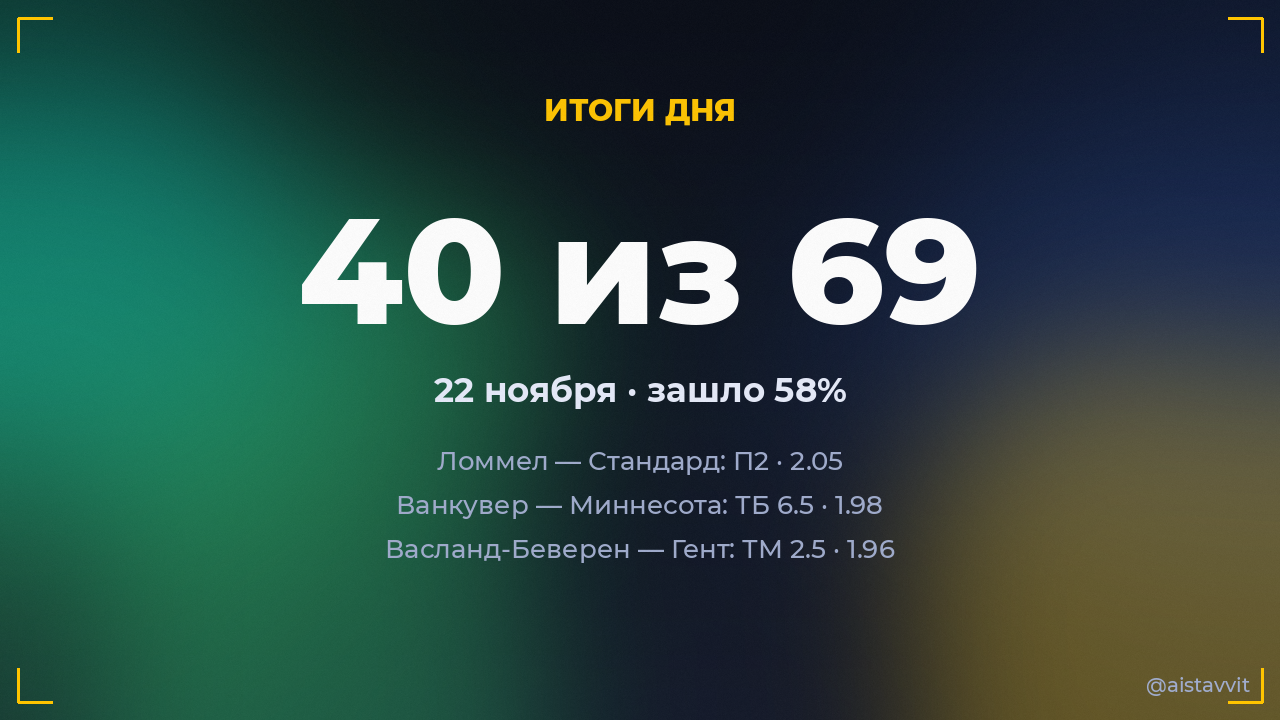 ИТОГИ ДНЯ
40 из 69
22 ноября · зашло 58%
Ломмел — Стандард: П2 · 2.05
Ванкувер — Миннесота: ТБ 6.5 · 1.98
Васланд-Беверен — Гент: ТМ 2.5 · 1.96
@aistavvit